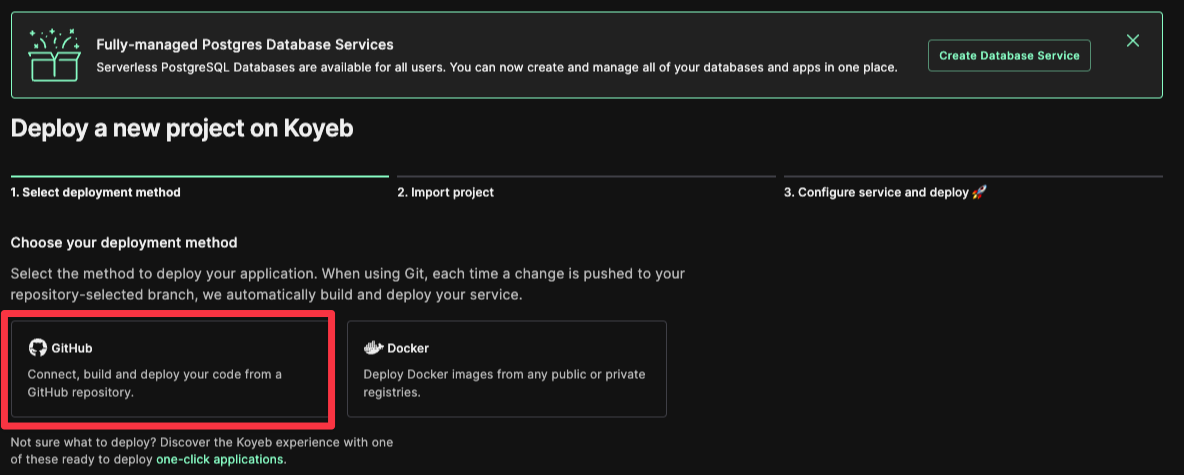 Fully-managed Postgres Database Services
Serverless PostgreSQL Databases are available for all users. You can now create and manage all of your databases and apps in one place.
Create Database Service
Deploy a new project on Koyeb
1. Select deployment method
2. Import project
3. Configure service and deploy 🚀
Choose your deployment method
Select the method to deploy your application. When using Git, each time a change is pushed to your
repository-selected branch, we automatically build and deploy your service.
GitHub
Connect, build and deploy your code from a
GitHub repository.
Docker
Deploy Docker images from any public or private
registries.
Not sure what to deploy? Discover the Koyeb experience with one
of these ready to deploy one-click applications.